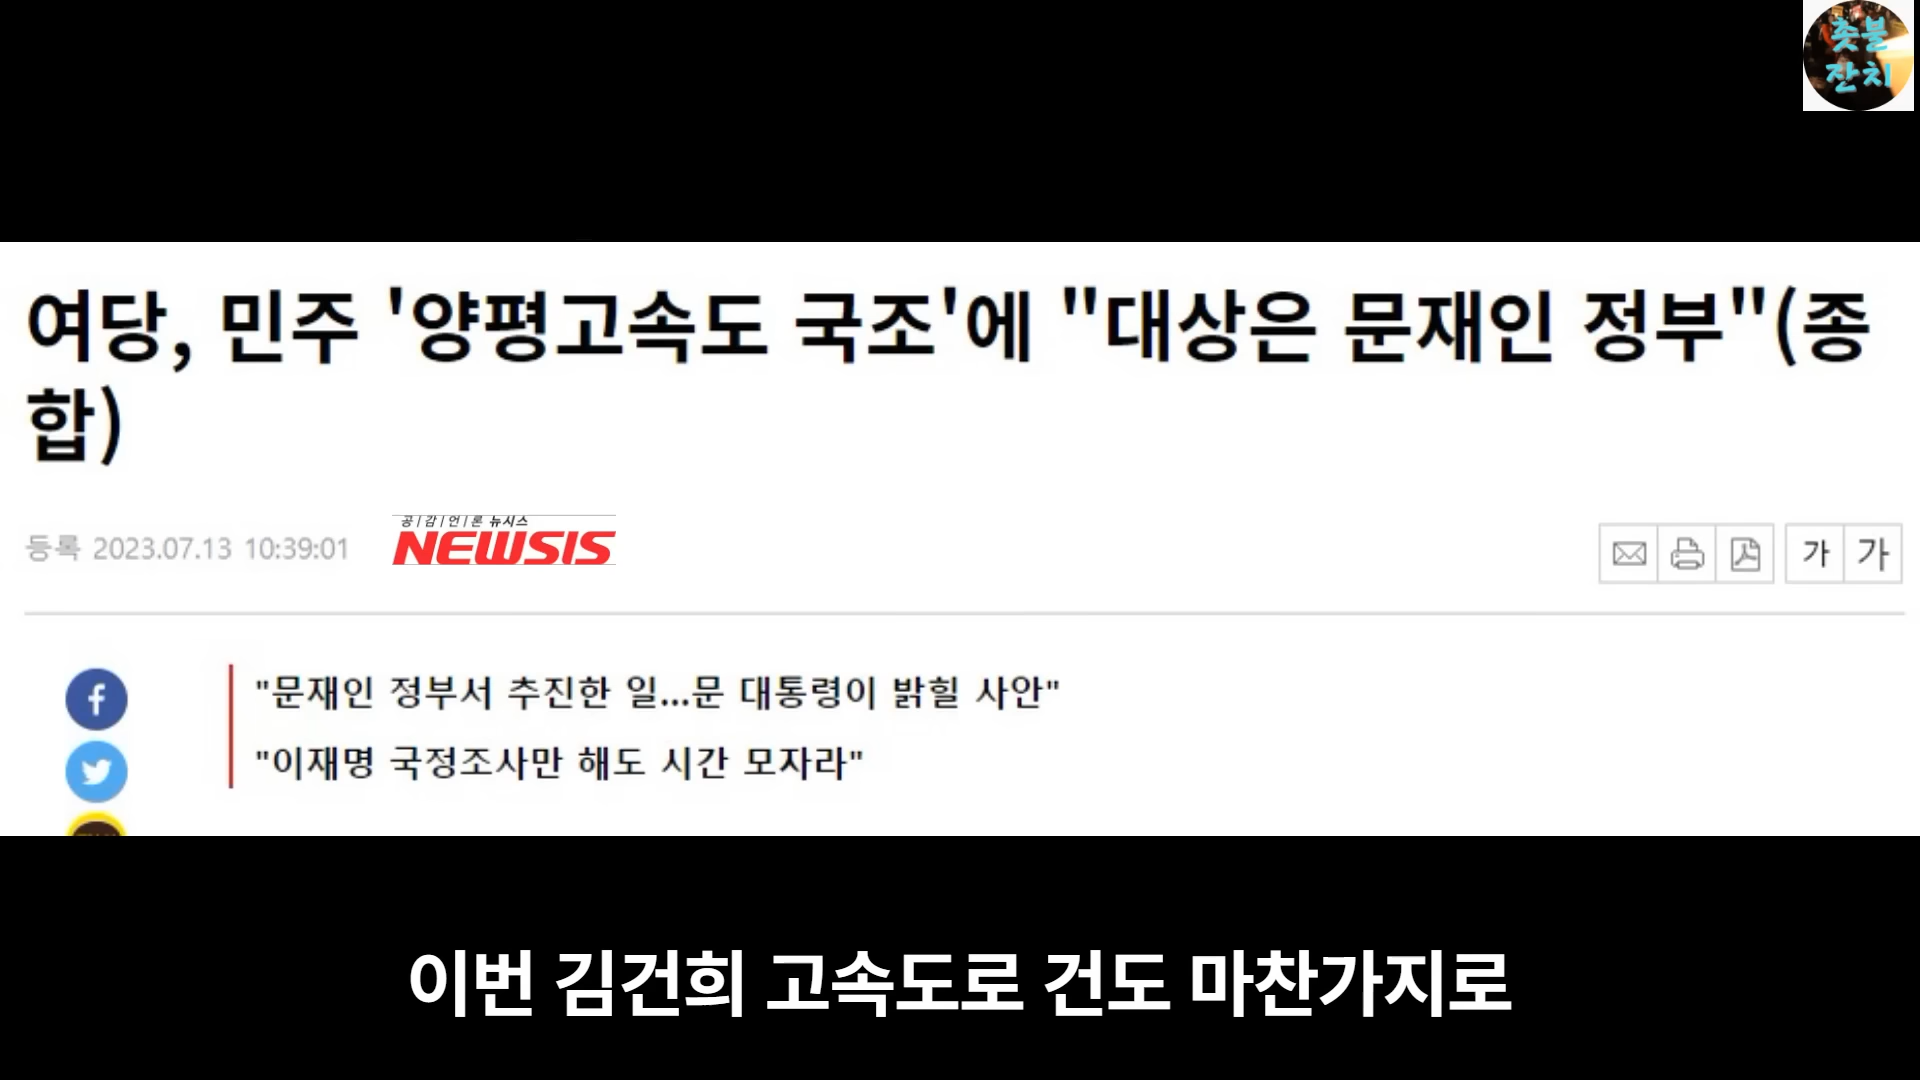 촛불
잔치
여당, 민주 '양평고속도 국조'에 "대상은 문재인 정부"(종
합)
등록 2023.07.13 10:39:01
공|감|언|론 뉴시스
NEWSIS
가 가
"문재인 정부서 추진한 일...문 대통령이 밝힐 사안"
"이재명 국정조사만 해도 시간 모자라"
이번 김건희 고속도로 건도 마찬가지로